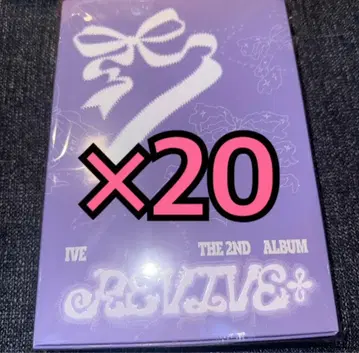 ×20
IVE THE 2ND ALBUM
REVIVE+